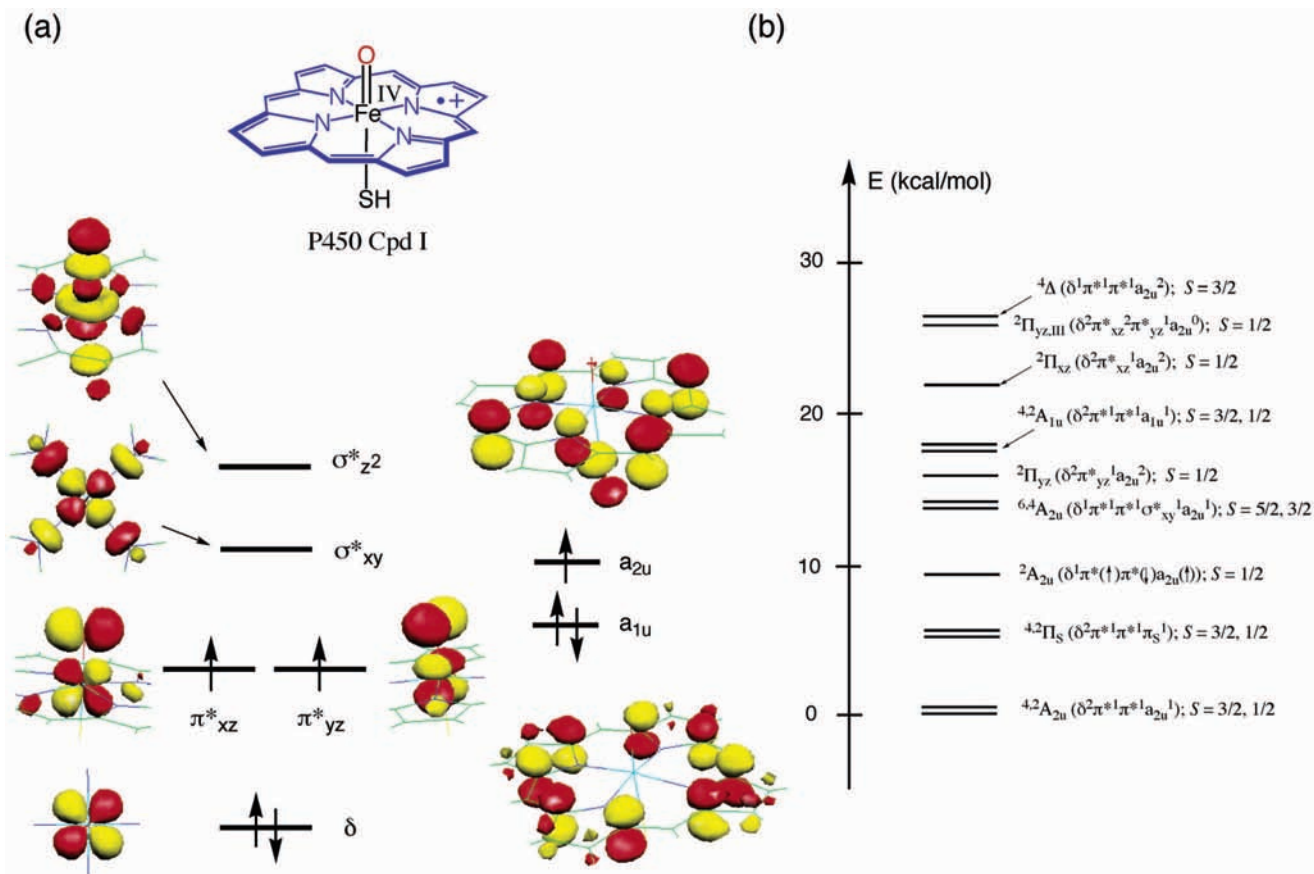 (a)
O
IV
Fe
N
N
N
N
•+
SH
P450 Cpd I
σ*z2
σ*xy
π*xz
π*yz
δ
a2u
a1u
(b)
E (kcal/mol)
30
20
10
0
⁴Δ (δ¹π*¹π*¹a₂ᵤ²); S = 3/2
²Πyz,III (δ²π*xz²π*yz¹a₂ᵤ⁰); S = 1/2
²Πxz (δ²π*xz¹a₂ᵤ²); S = 1/2
⁴,²A₁ᵤ (δ²π*¹π*¹a₁ᵤ¹); S = 3/2, 1/2
²Πyz (δ²π*yz¹a₂ᵤ²); S = 1/2
⁶,⁴A₂ᵤ (δ¹π*¹π*¹σ*xy¹a₂ᵤ¹); S = 5/2, 3/2
²A₂ᵤ (δ¹π*(↑)π*(↓)a₂ᵤ(↑)); S = 1/2
⁴,²ΠS (δ²π*¹π*¹πS¹); S = 3/2, 1/2
⁴,²A₂ᵤ (δ²π*¹π*¹a₂ᵤ¹); S = 3/2, 1/2